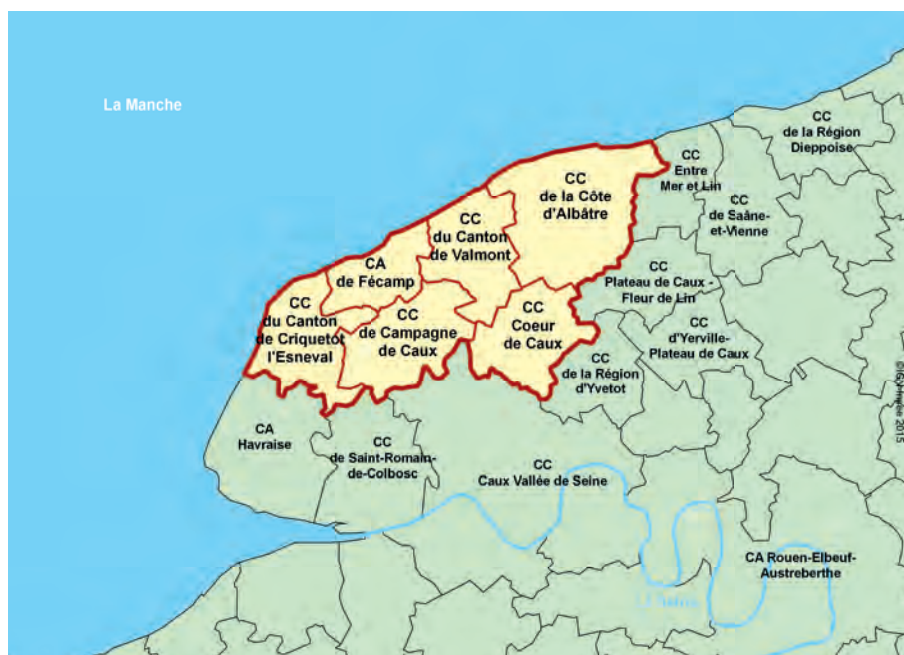 La Manche
CC
de la Région
Dieppoise
CC
Entre
Mer et Lin
CC
de la Côte
d'Albâtre
CC
de Saâne-
et-Vienne
CC
du Canton
de Valmont
CA
de Fécamp
CC
Plateau de Caux -
Fleur de Lin
CC
du Canton
de Criquetot
l'Esneval
CC
de Campagne
de Caux
CC
Coeur
de Caux
CC
d'Yerville-
Plateau de Caux
CC
de la Région
d'Yvetot
CA
Havraise
CC
de Saint-Romain-
de-Colbosc
CC
Caux Vallée de Seine
CA Rouen-Elbeuf-
Austreberthe
La Seine
2015